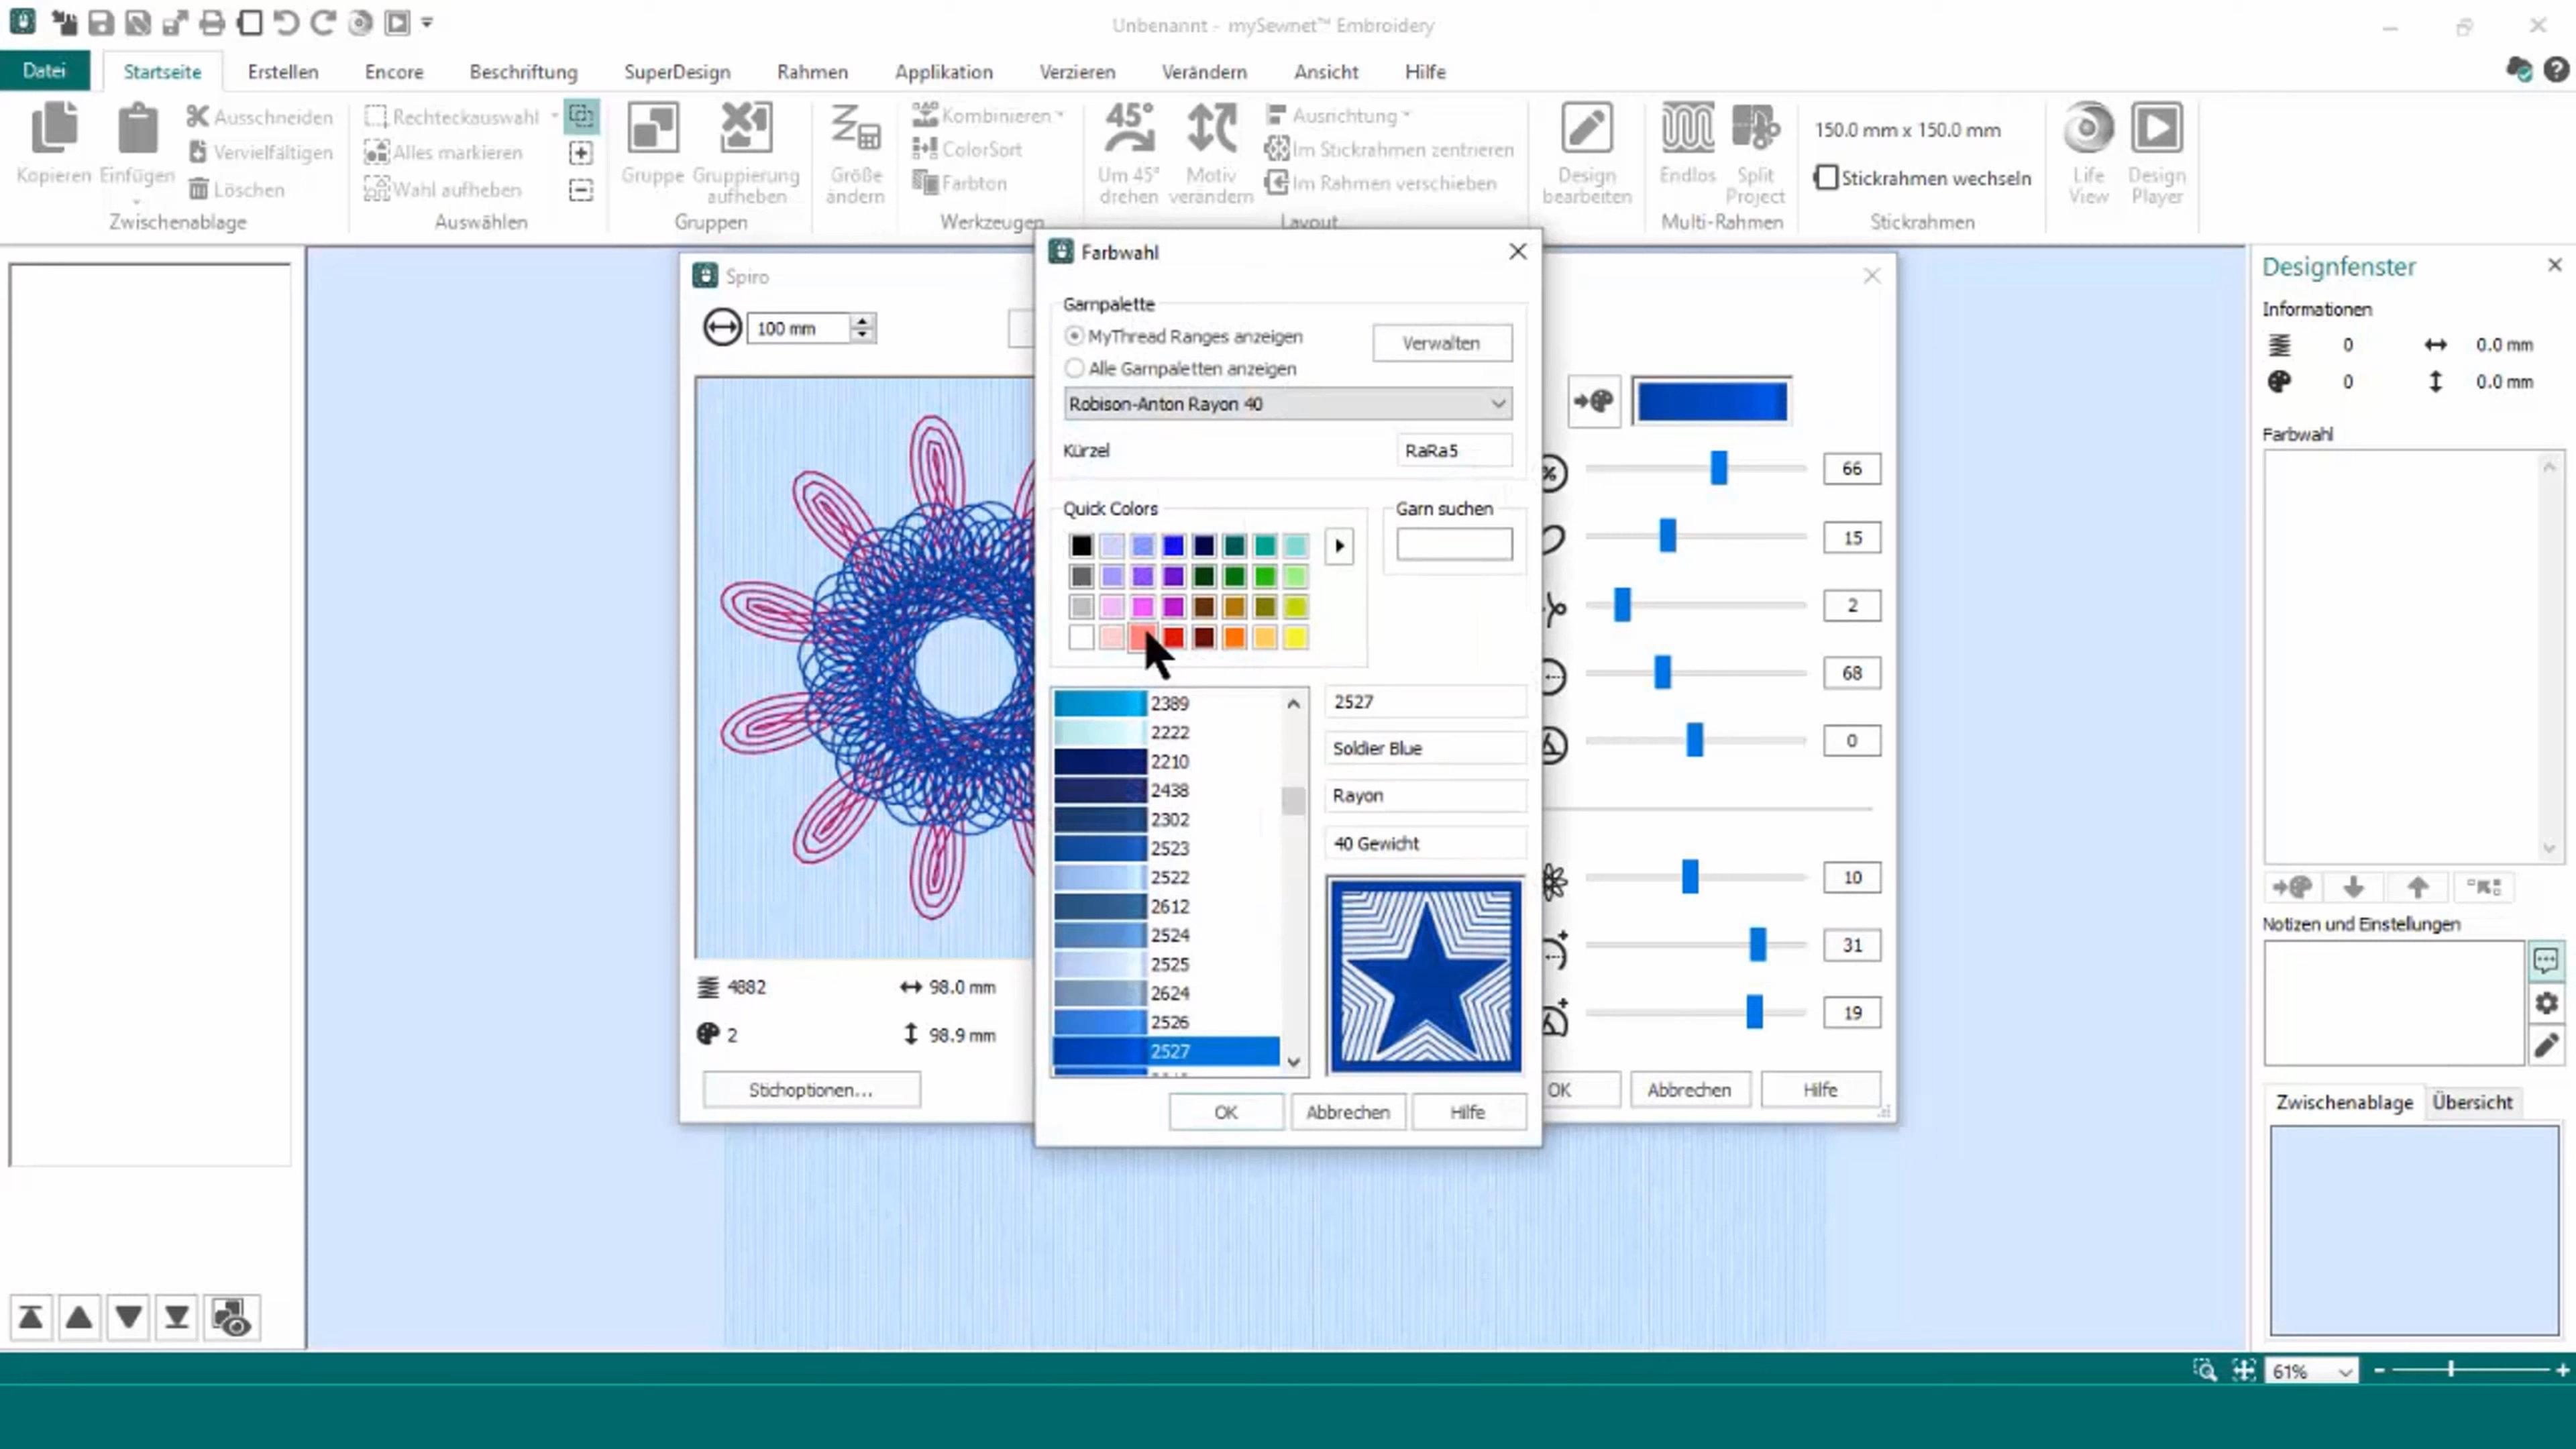 Unbenannt - mySewnet™ Embroidery
Datei Startseite Erstellen Encore Beschriftung SuperDesign Rahmen Applikation Verzieren Verändern Ansicht Hilfe
Kopieren
Einfügen
Ausschneiden
Vervielfältigen
Löschen
Zwischenablage
Rechteckauswahl
Alles markieren
Wahl aufheben
Auswählen
Gruppe
Gruppierung
aufheben
Gruppen
Größe
ändern
Kombinieren
ColorSort
Farbton
Werkzeugen
45°
Um 45°
drehen
Motiv
verändern
Ausrichtung
Im Stickrahmen zentrieren
Im Rahmen verschieben
Layout
Design
bearbeiten
Endlos
Split
Project
Multi-Rahmen
150.0 mm x 150.0 mm
Stickrahmen wechseln
Stickrahmen
Life
View
Design
Player
Spiro
100 mm
4882
98.0 mm
2
98.9 mm
Stichoptionen...
Farbwahl
Garnpalette
MyThread Ranges anzeigen
Alle Garnpaletten anzeigen
Verwalten
Robison-Anton Rayon 40
Kürzel
RaRa5
Quick Colors
Garn suchen
2389
2222
2210
2438
2302
2523
2522
2612
2524
2525
2624
2526
2527
2527
Soldier Blue
Rayon
40 Gewicht
OK
Abbrechen
Hilfe
66
15
2
68
0
10
31
19
OK
Abbrechen
Hilfe
Designfenster
Informationen
0
0.0 mm
0
0.0 mm
Farbwahl
Notizen und Einstellungen
Zwischenablage
Übersicht
61%